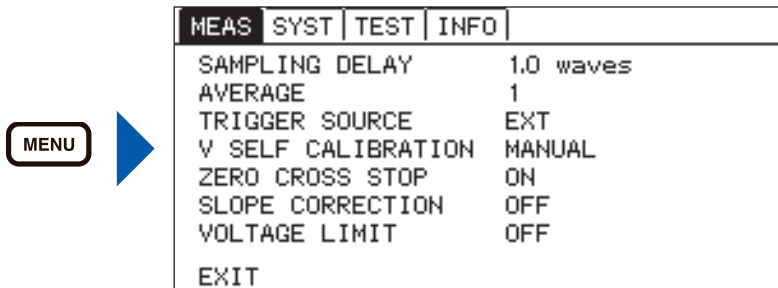 MEAS SYST TEST INFO
SAMPLING DELAY 1.0 waves
AVERAGE 1
TRIGGER SOURCE EXT
MENU
V SELF CALIBRATION MANUAL
ZERO CROSS STOP ON
SLOPE CORRECTION OFF
VOLTAGE LIMIT OFF
EXIT